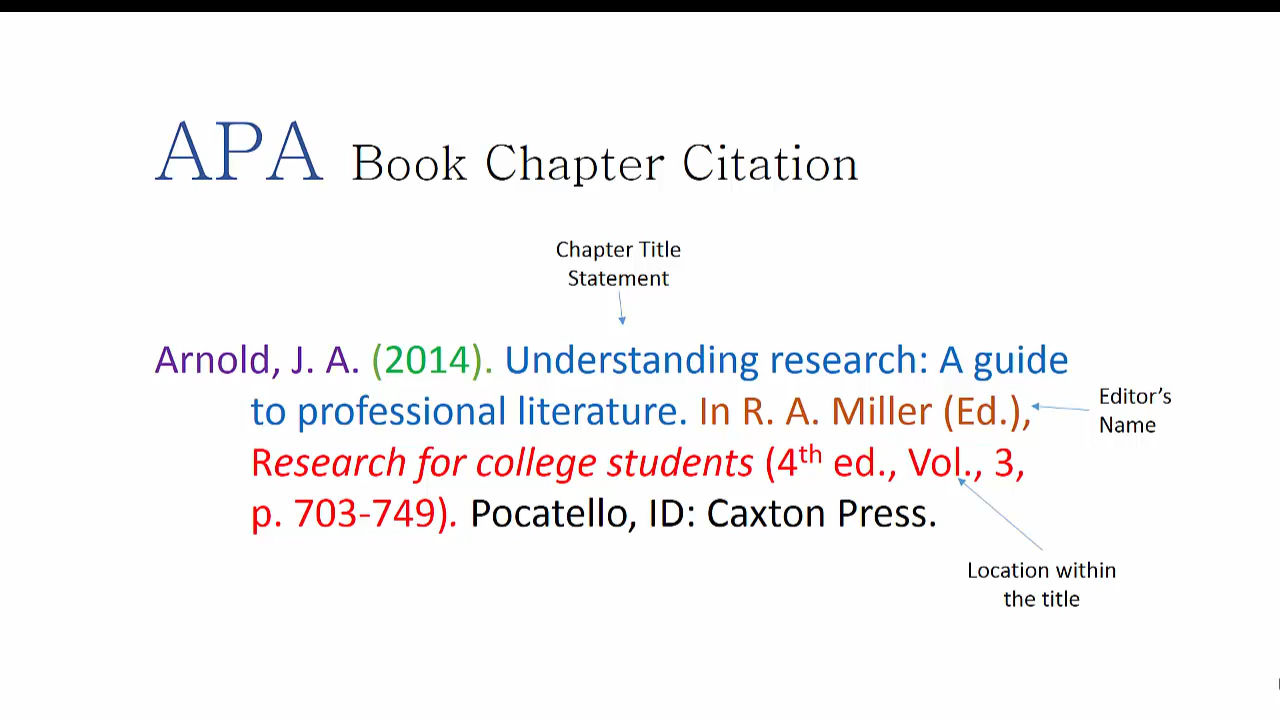 APA Book Chapter Citation
Chapter Title
Statement
Arnold, J. A. (2014). Understanding research: A guide
to professional literature. In R. A. Miller (Ed.),
Research for college students (4th ed., Vol., 3,
p. 703-749). Pocatello, ID: Caxton Press.
Editor’s
Name
Location within
the title